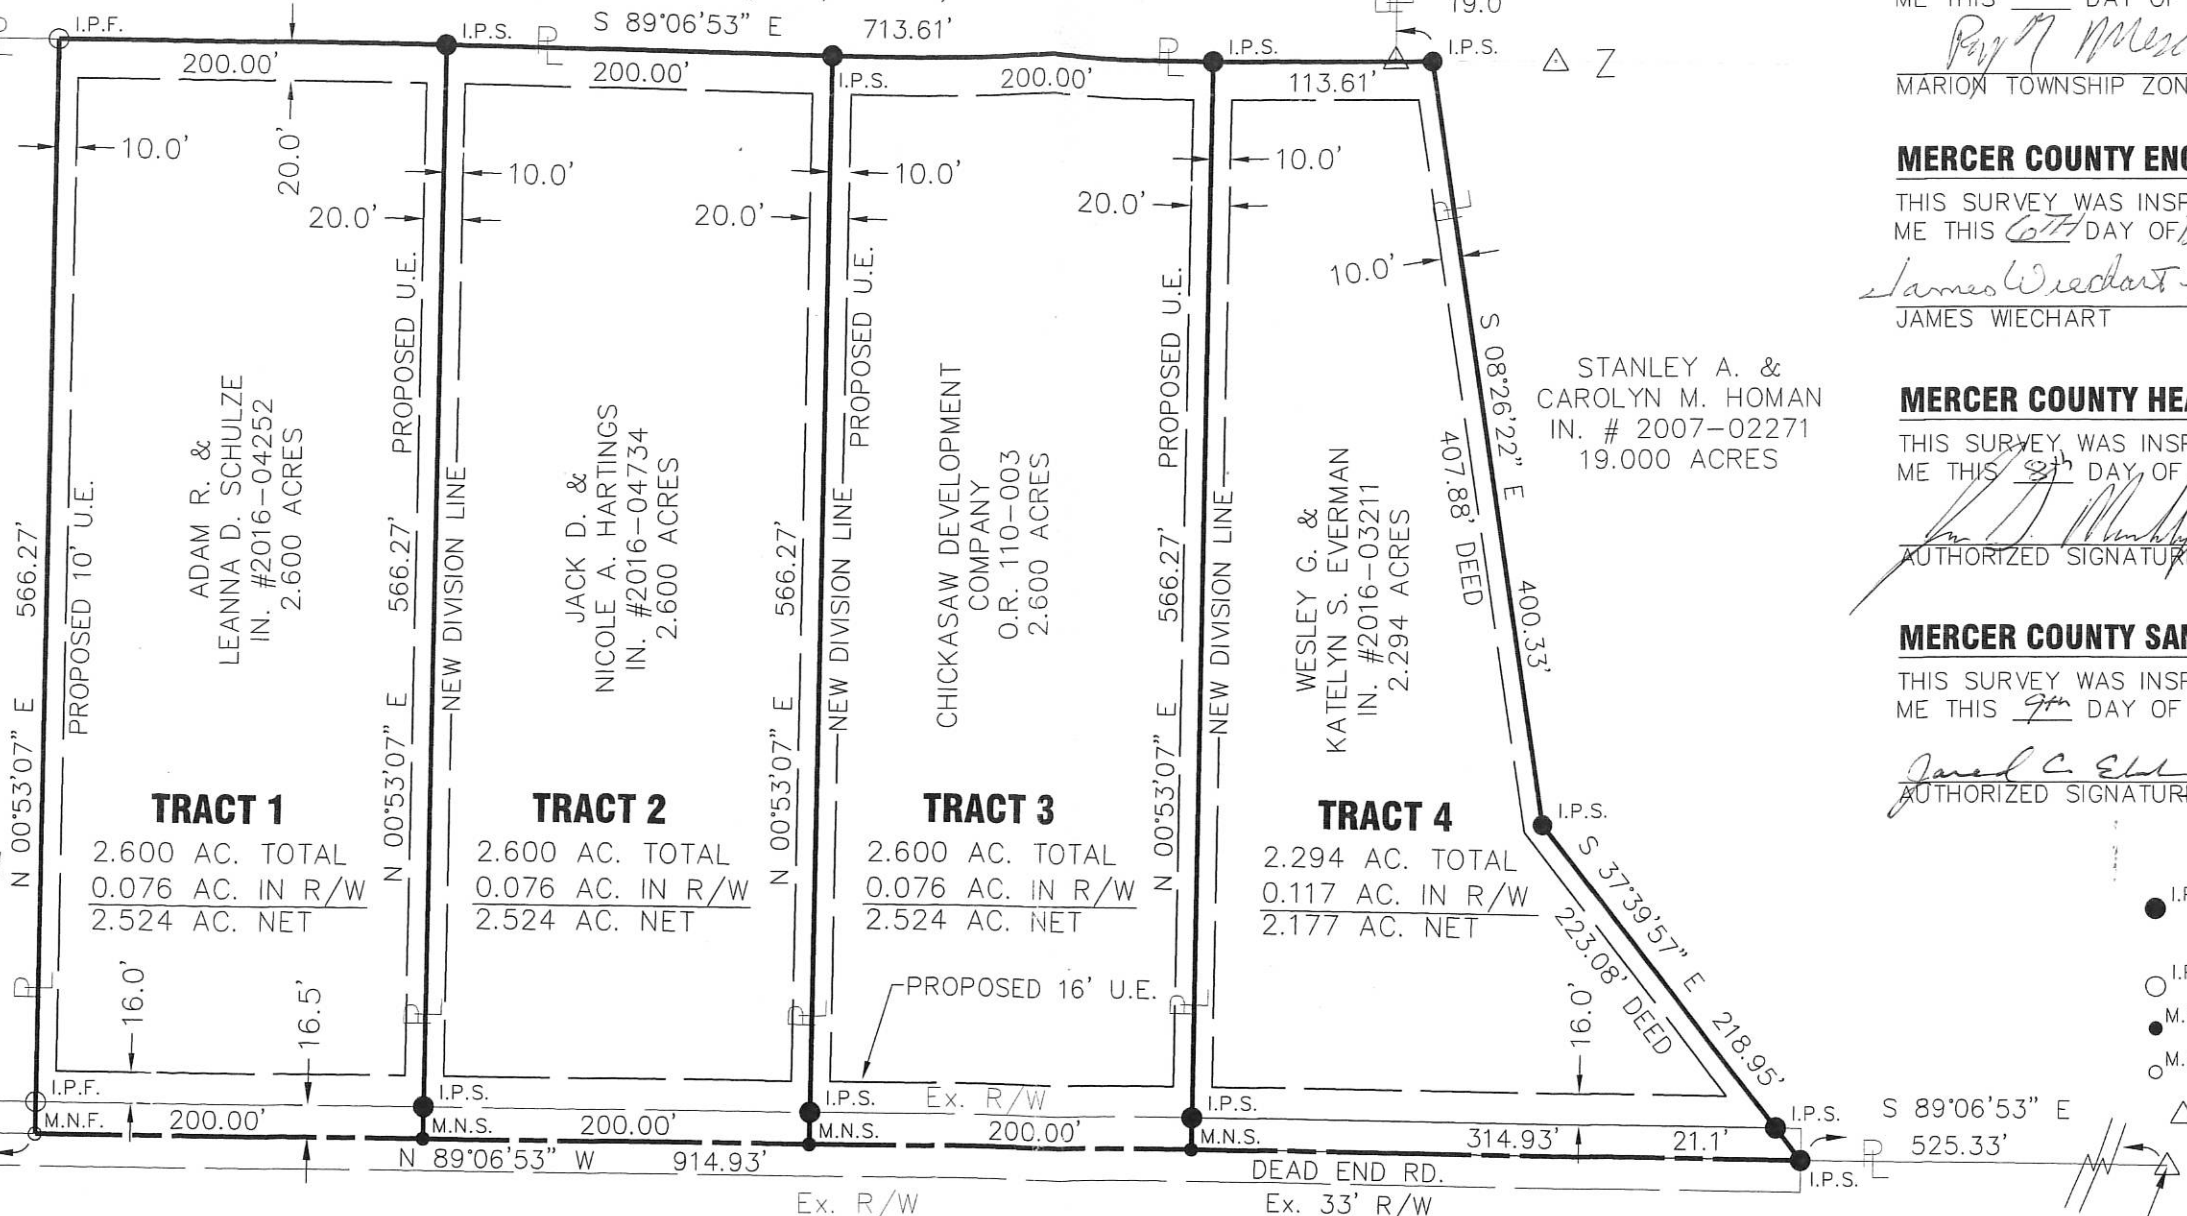 I.P.F.
I.P.S.
S 89°06'53" E 713.61'
I.P.S.
I.P.S.
I.P.S.
19.0
Z
200.00'
200.00'
200.00'
113.61'
20.0'
10.0'
10.0'
10.0'
10.0'
20.0'
20.0'
20.0'
10.0'
N 00°53'07" E 566.27'
PROPOSED 10' U.E.
ADAM R. &
LEANNA D. SCHULZE
IN. #2016-04252
2.600 ACRES
TRACT 1
2.600 AC. TOTAL
0.076 AC. IN R/W
2.524 AC. NET
PROPOSED U.E.
N 00°53'07" E 566.27'
NEW DIVISION LINE
JACK D. &
NICOLE A. HARTINGS
IN. #2016-04734
2.600 ACRES
TRACT 2
2.600 AC. TOTAL
0.076 AC. IN R/W
2.524 AC. NET
PROPOSED U.E.
N 00°53'07" E 566.27'
NEW DIVISION LINE
CHICKASAW DEVELOPMENT
COMPANY
O.R. 110-003
2.600 ACRES
TRACT 3
2.600 AC. TOTAL
0.076 AC. IN R/W
2.524 AC. NET
PROPOSED 16' U.E.
PROPOSED U.E.
N 00°53'07" E 566.27'
NEW DIVISION LINE
WESLEY G. &
KATELYN S. EVERMAN
IN. #2016-03211
2.294 ACRES
TRACT 4
2.294 AC. TOTAL
0.117 AC. IN R/W
2.177 AC. NET
S 08°26'22" E 400.33'
407.88' DEED
I.P.S.
S 37°39'57" E 218.95'
223.08' DEED
STANLEY A. &
CAROLYN M. HOMAN
IN. # 2007-02271
19.000 ACRES
16.0'
16.5'
16.0'
I.P.F.
I.P.S.
I.P.S.
Ex. R/W
I.P.S.
I.P.S.
M.N.F.
200.00'
M.N.S.
200.00'
M.N.S.
200.00'
M.N.S.
314.93'
21.1'
N 89°06'53" W 914.93'
DEAD END RD.
I.P.S.
S 89°06'53" E
525.33'
Ex. R/W
Ex. 33' R/W
ME THIS DAY OF
MARION TOWNSHIP ZON
MERCER COUNTY ENG
THIS SURVEY WAS INSP
ME THIS 6TH DAY OF
James Wiechart
JAMES WIECHART
MERCER COUNTY HEA
THIS SURVEY WAS INSP
ME THIS 8th DAY OF
AUTHORIZED SIGNATUR
MERCER COUNTY SAN
THIS SURVEY WAS INSP
ME THIS 9th DAY OF
Jared C.
AUTHORIZED SIGNATUR
I.P
I.P
M.
M.